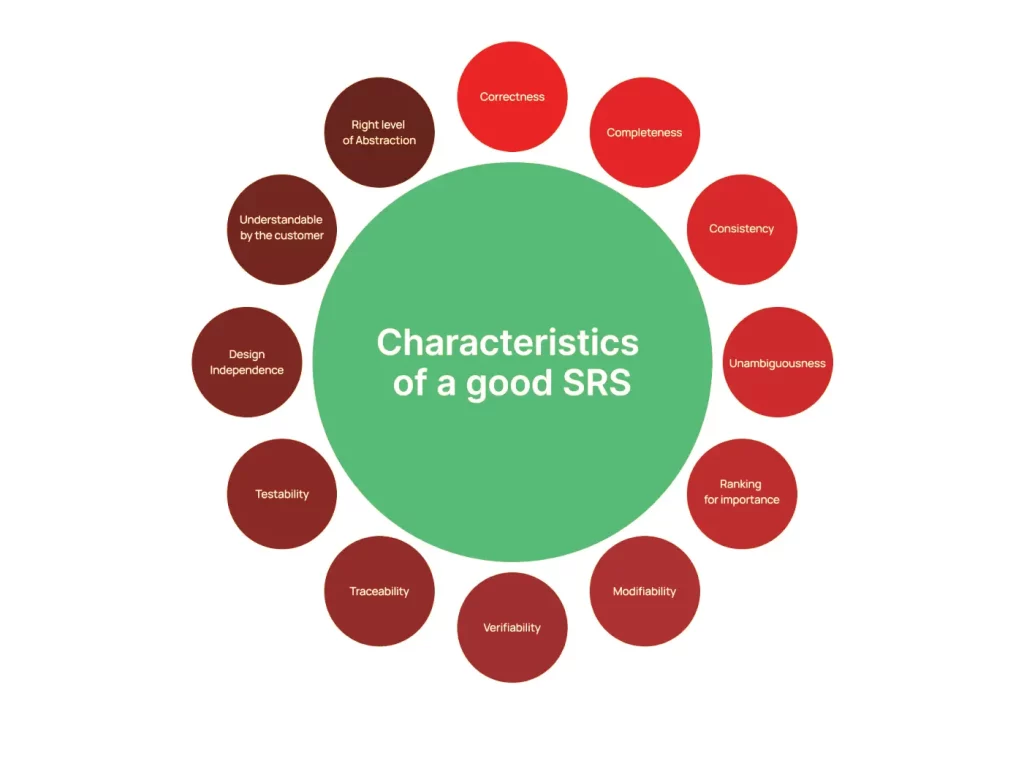 Characteristics
of a good SRS
Correctness
Completeness
Consistency
Unambiguousness
Ranking
for importance
Modifiability
Verifiability
Traceability
Testability
Design
Independence
Understandable
by the customer
Right level
of Abstraction